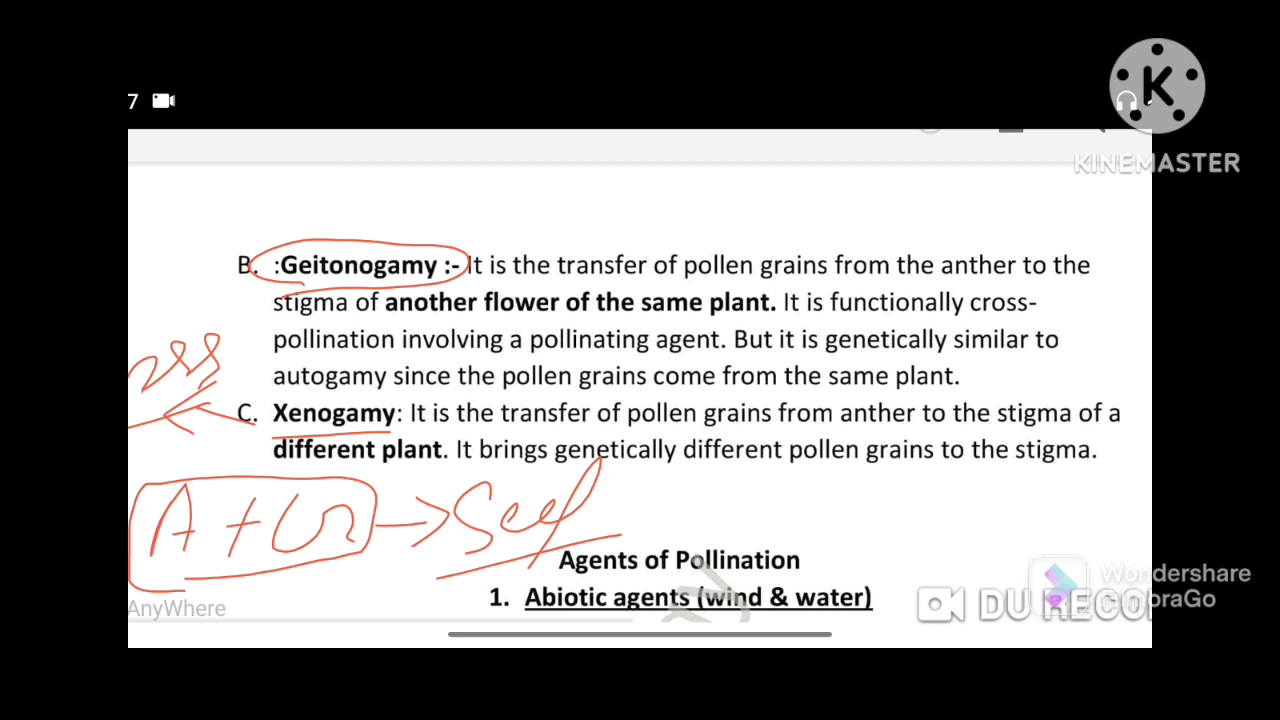 7
KINEMASTER
B. :Geitonogamy :- It is the transfer of pollen grains from the anther to the
stigma of another flower of the same plant. It is functionally cross-
pollination involving a pollinating agent. But it is genetically similar to
autogamy since the pollen grains come from the same plant.
C. Xenogamy: It is the transfer of pollen grains from anther to the stigma of a
different plant. It brings genetically different pollen grains to the stigma.
A + G → Self
Agents of Pollination
1. Abiotic agents (wind & water)
AnyWhere
Wondershare
DU RECO